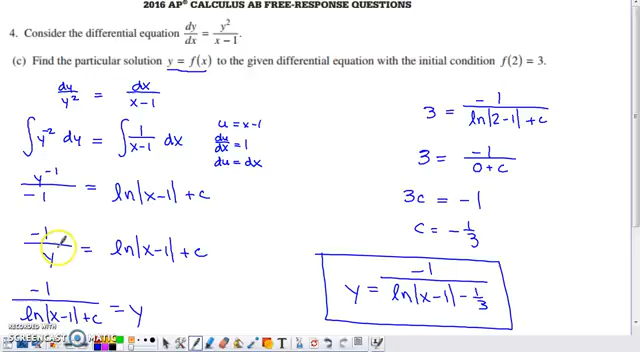 2016 AP® CALCULUS AB FREE-RESPONSE QUESTIONS
4. Consider the differential equation dy/dx = y²/(x − 1).
(c) Find the particular solution y = f(x) to the given differential equation with the initial condition f(2) = 3.
dy/y² = dx/(x-1)
∫ y⁻² dy = ∫ 1/(x-1) dx
u = x-1
du/dx = 1
du = dx
y⁻¹/-1 = ln|x-1| + c
-1/y = ln|x-1| + c
-1/(ln|x-1| + c) = y
3 = -1/(ln|2-1| + c)
3 = -1/(0 + c)
3c = -1
c = -1/3
y = -1/(ln|x-1| - 1/3)
RECORDED WITH
SCREENCAST MATIC